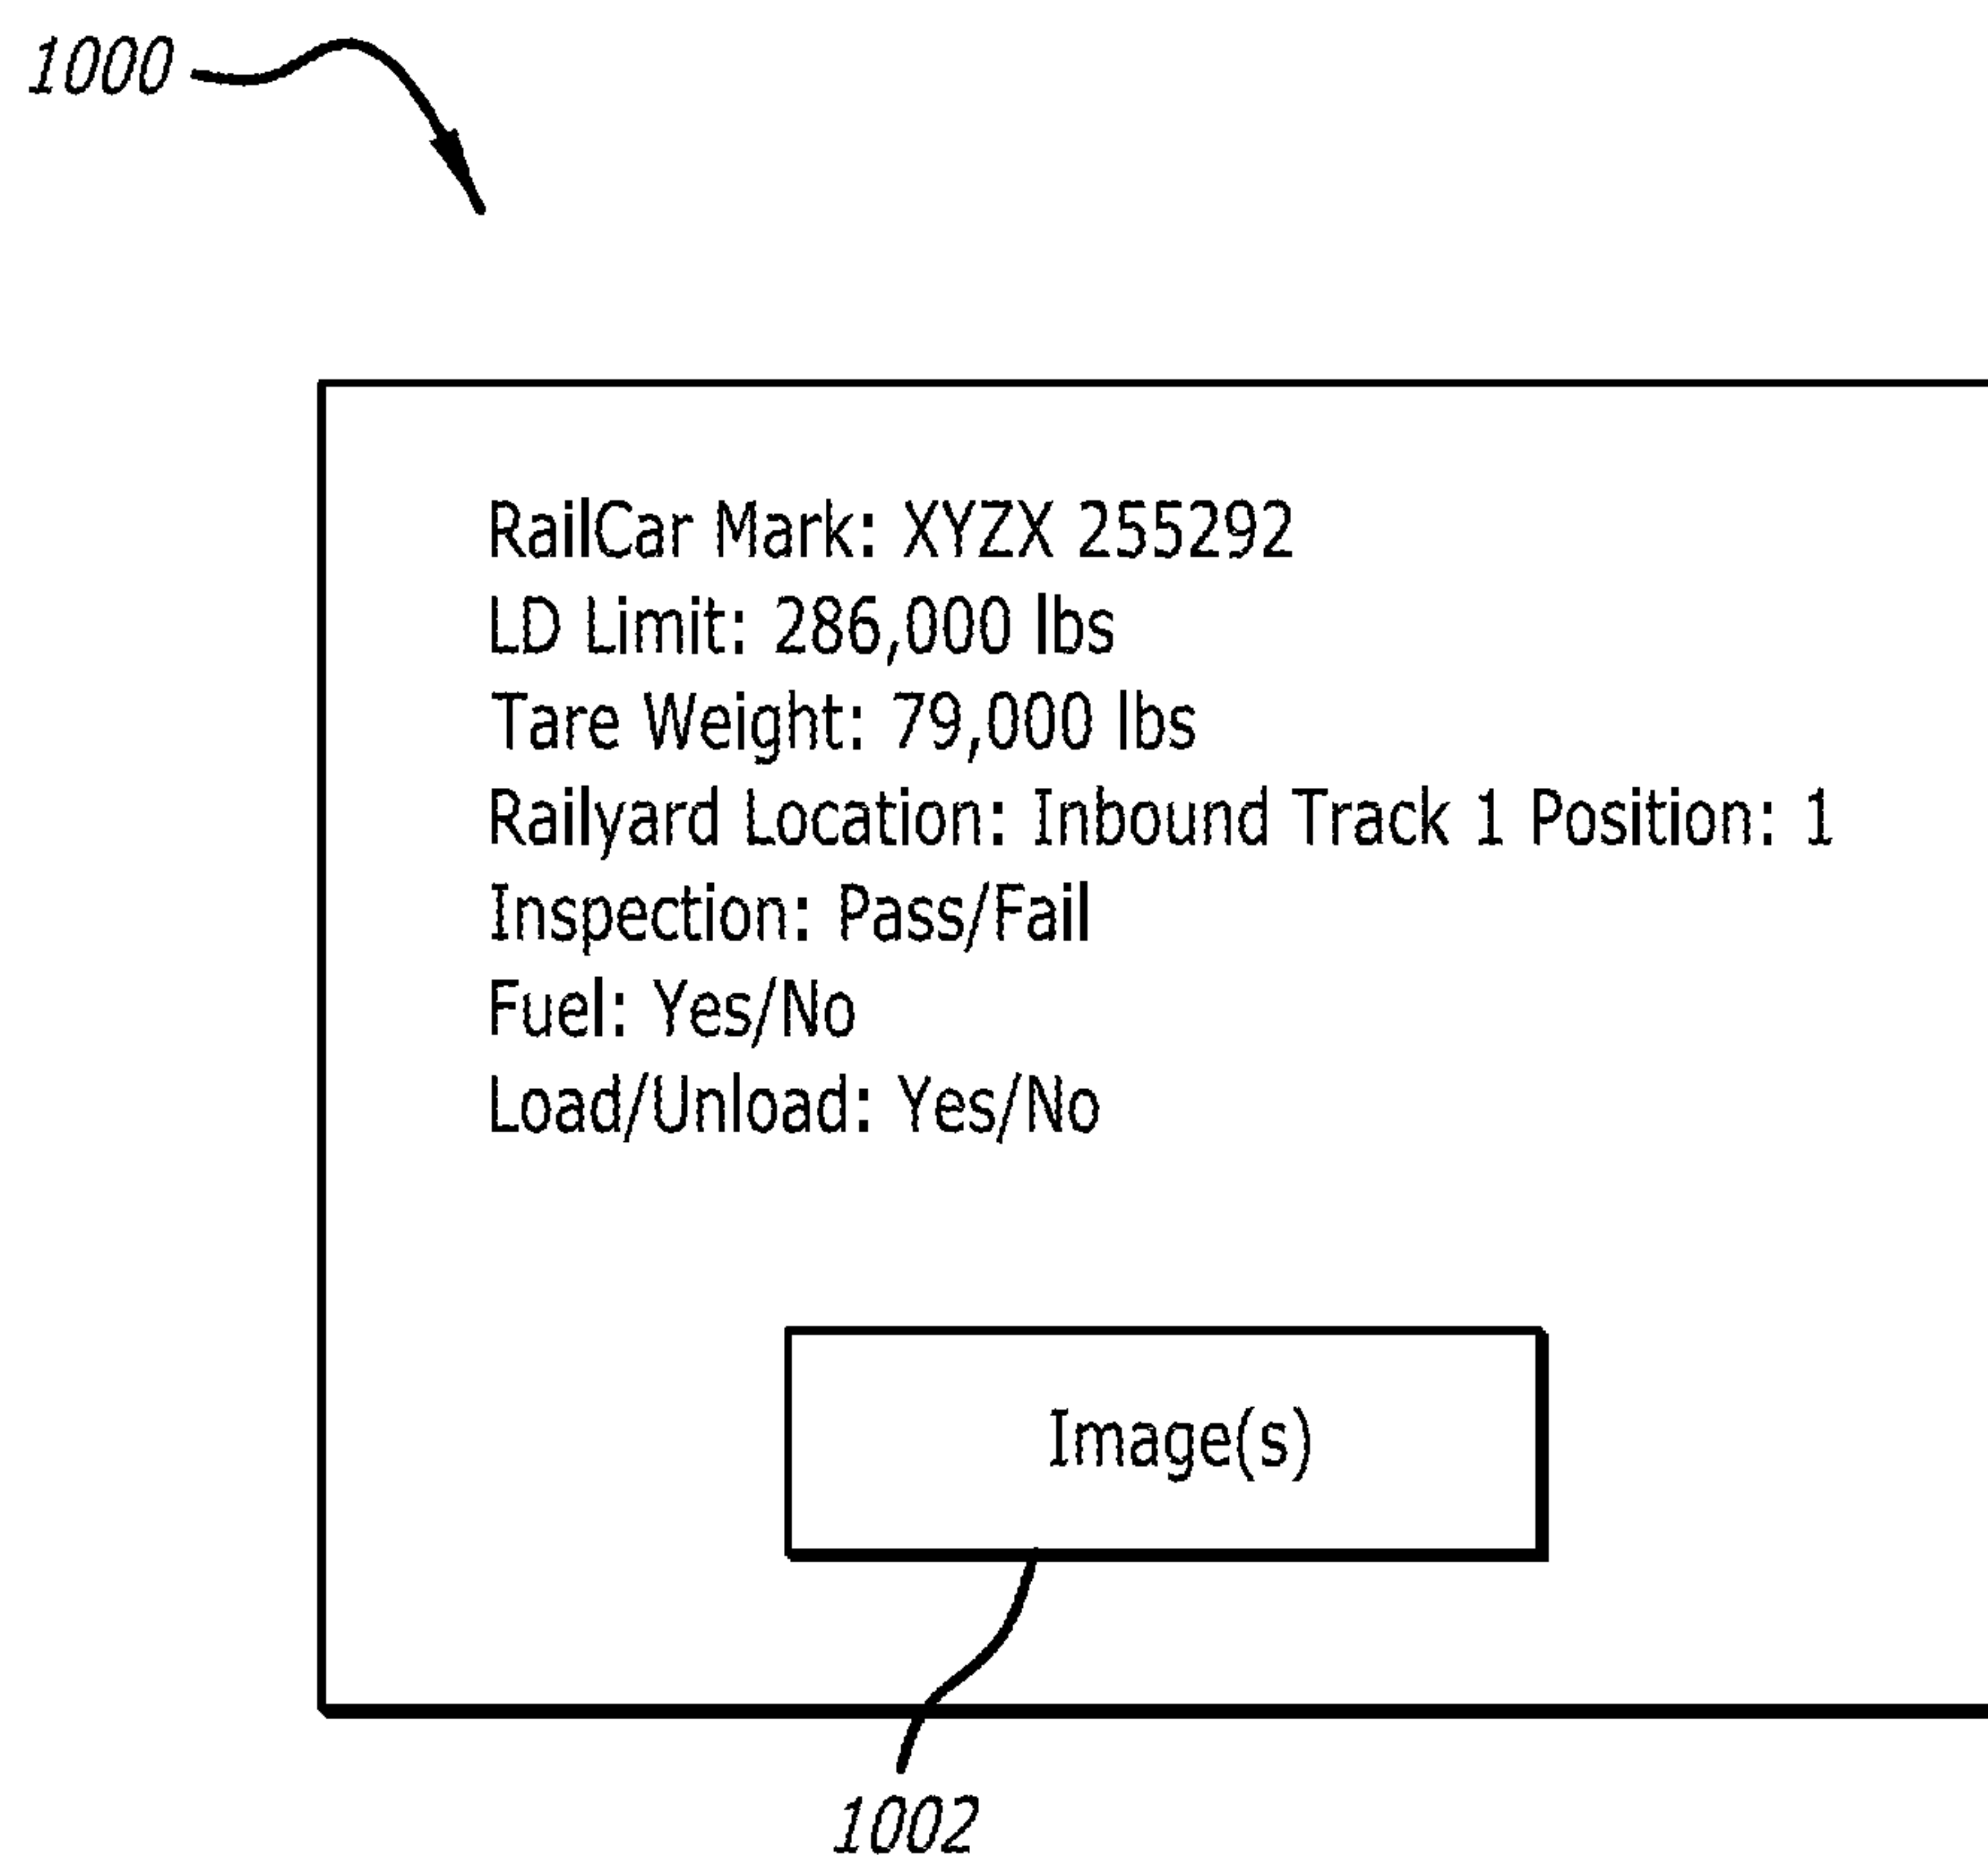 1000
RailCar Mark: XYZX 255292
LD Limit: 286,000 lbs
Tare Weight: 79,000 lbs
Railyard Location: Inbound Track 1 Position: 1
Inspection: Pass/Fail
Fuel: Yes/No
Load/Unload: Yes/No
Image(s)
1002